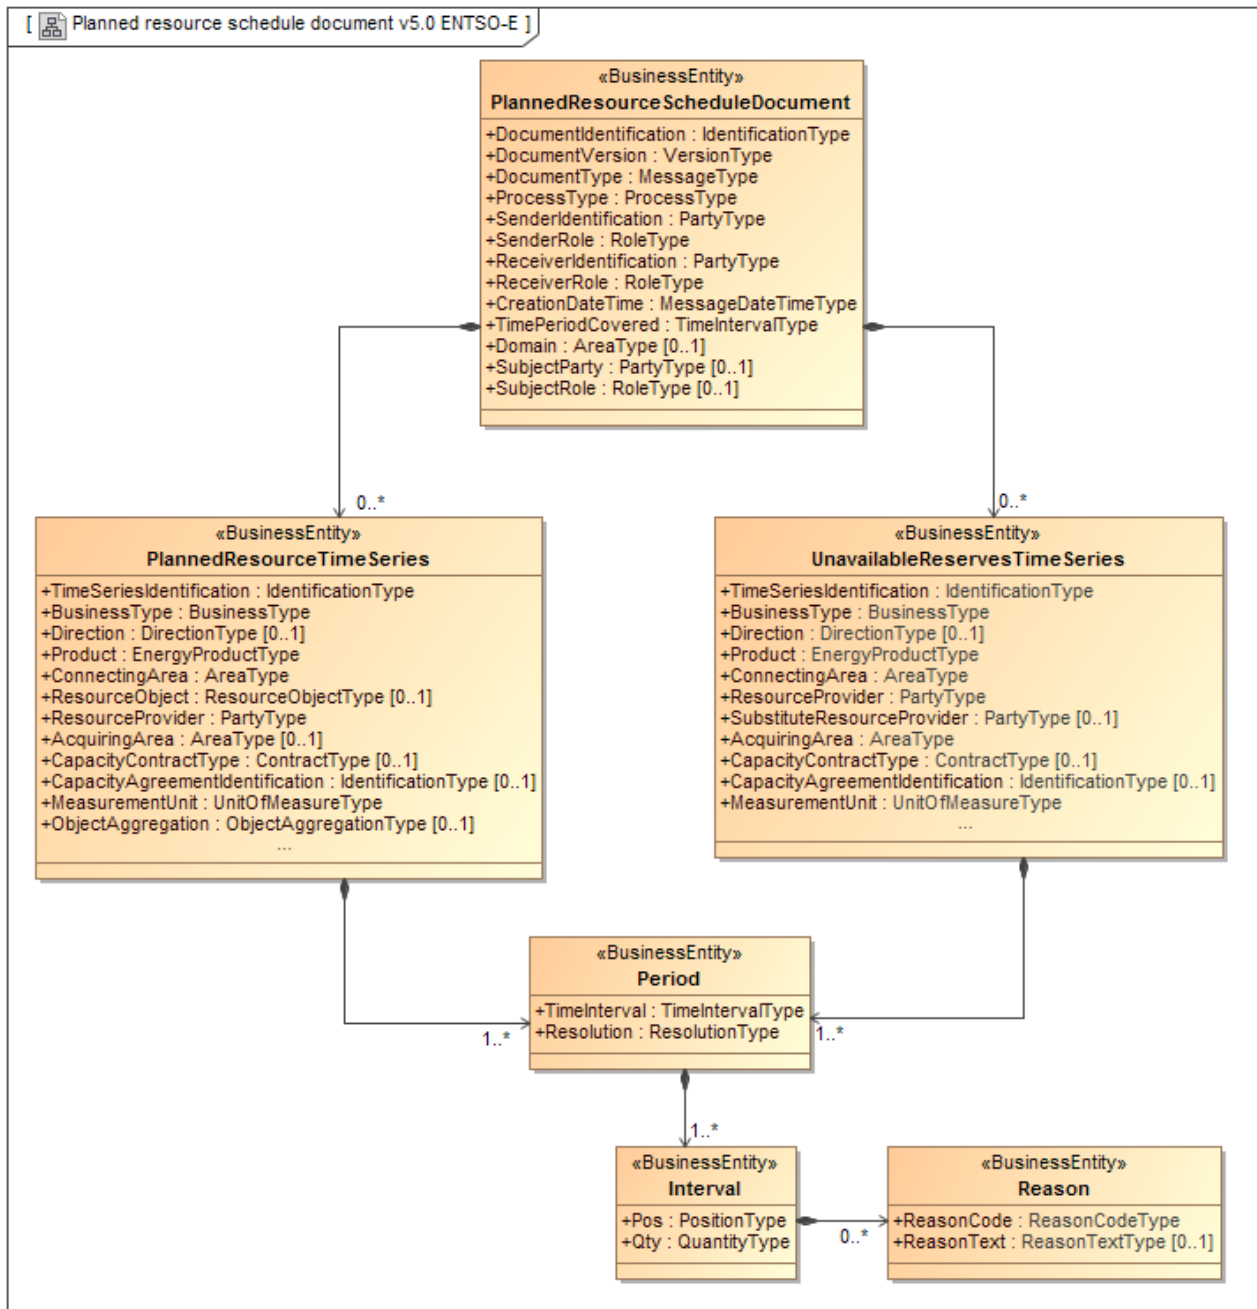 [ Planned resource schedule document v5.0 ENTSO-E ]
«BusinessEntity»
PlannedResourceScheduleDocument
+DocumentIdentification : IdentificationType
+DocumentVersion : VersionType
+DocumentType : MessageType
+ProcessType : ProcessType
+SenderIdentification : PartyType
+SenderRole : RoleType
+ReceiverIdentification : PartyType
+ReceiverRole : RoleType
+CreationDateTime : MessageDateTimeType
+TimePeriodCovered : TimeIntervalType
+Domain : AreaType [0..1]
+SubjectParty : PartyType [0..1]
+SubjectRole : RoleType [0..1]
0..*
0..*
«BusinessEntity»
PlannedResourceTimeSeries
+TimeSeriesIdentification : IdentificationType
+BusinessType : BusinessType
+Direction : DirectionType [0..1]
+Product : EnergyProductType
+ConnectingArea : AreaType
+ResourceObject : ResourceObjectType [0..1]
+ResourceProvider : PartyType
+AcquiringArea : AreaType [0..1]
+CapacityContractType : ContractType [0..1]
+CapacityAgreementIdentification : IdentificationType [0..1]
+MeasurementUnit : UnitOfMeasureType
+ObjectAggregation : ObjectAggregationType [0..1]
...
«BusinessEntity»
UnavailableReservesTimeSeries
+TimeSeriesIdentification : IdentificationType
+BusinessType : BusinessType
+Direction : DirectionType [0..1]
+Product : EnergyProductType
+ConnectingArea : AreaType
+ResourceProvider : PartyType
+SubstituteResourceProvider : PartyType [0..1]
+AcquiringArea : AreaType
+CapacityContractType : ContractType [0..1]
+CapacityAgreementIdentification : IdentificationType [0..1]
+MeasurementUnit : UnitOfMeasureType
...
«BusinessEntity»
Period
+TimeInterval : TimeIntervalType
+Resolution : ResolutionType
1..*
1..*
1..*
«BusinessEntity»
Interval
+Pos : PositionType
+Qty : QuantityType
0..*
«BusinessEntity»
Reason
+ReasonCode : ReasonCodeType
+ReasonText : ReasonTextType [0..1]